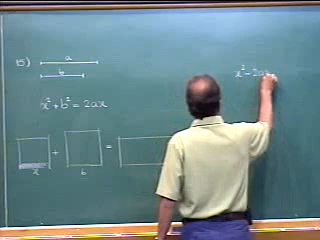 15) a
b
x² + b² = 2ax
+ =
x b
x² - 2ax